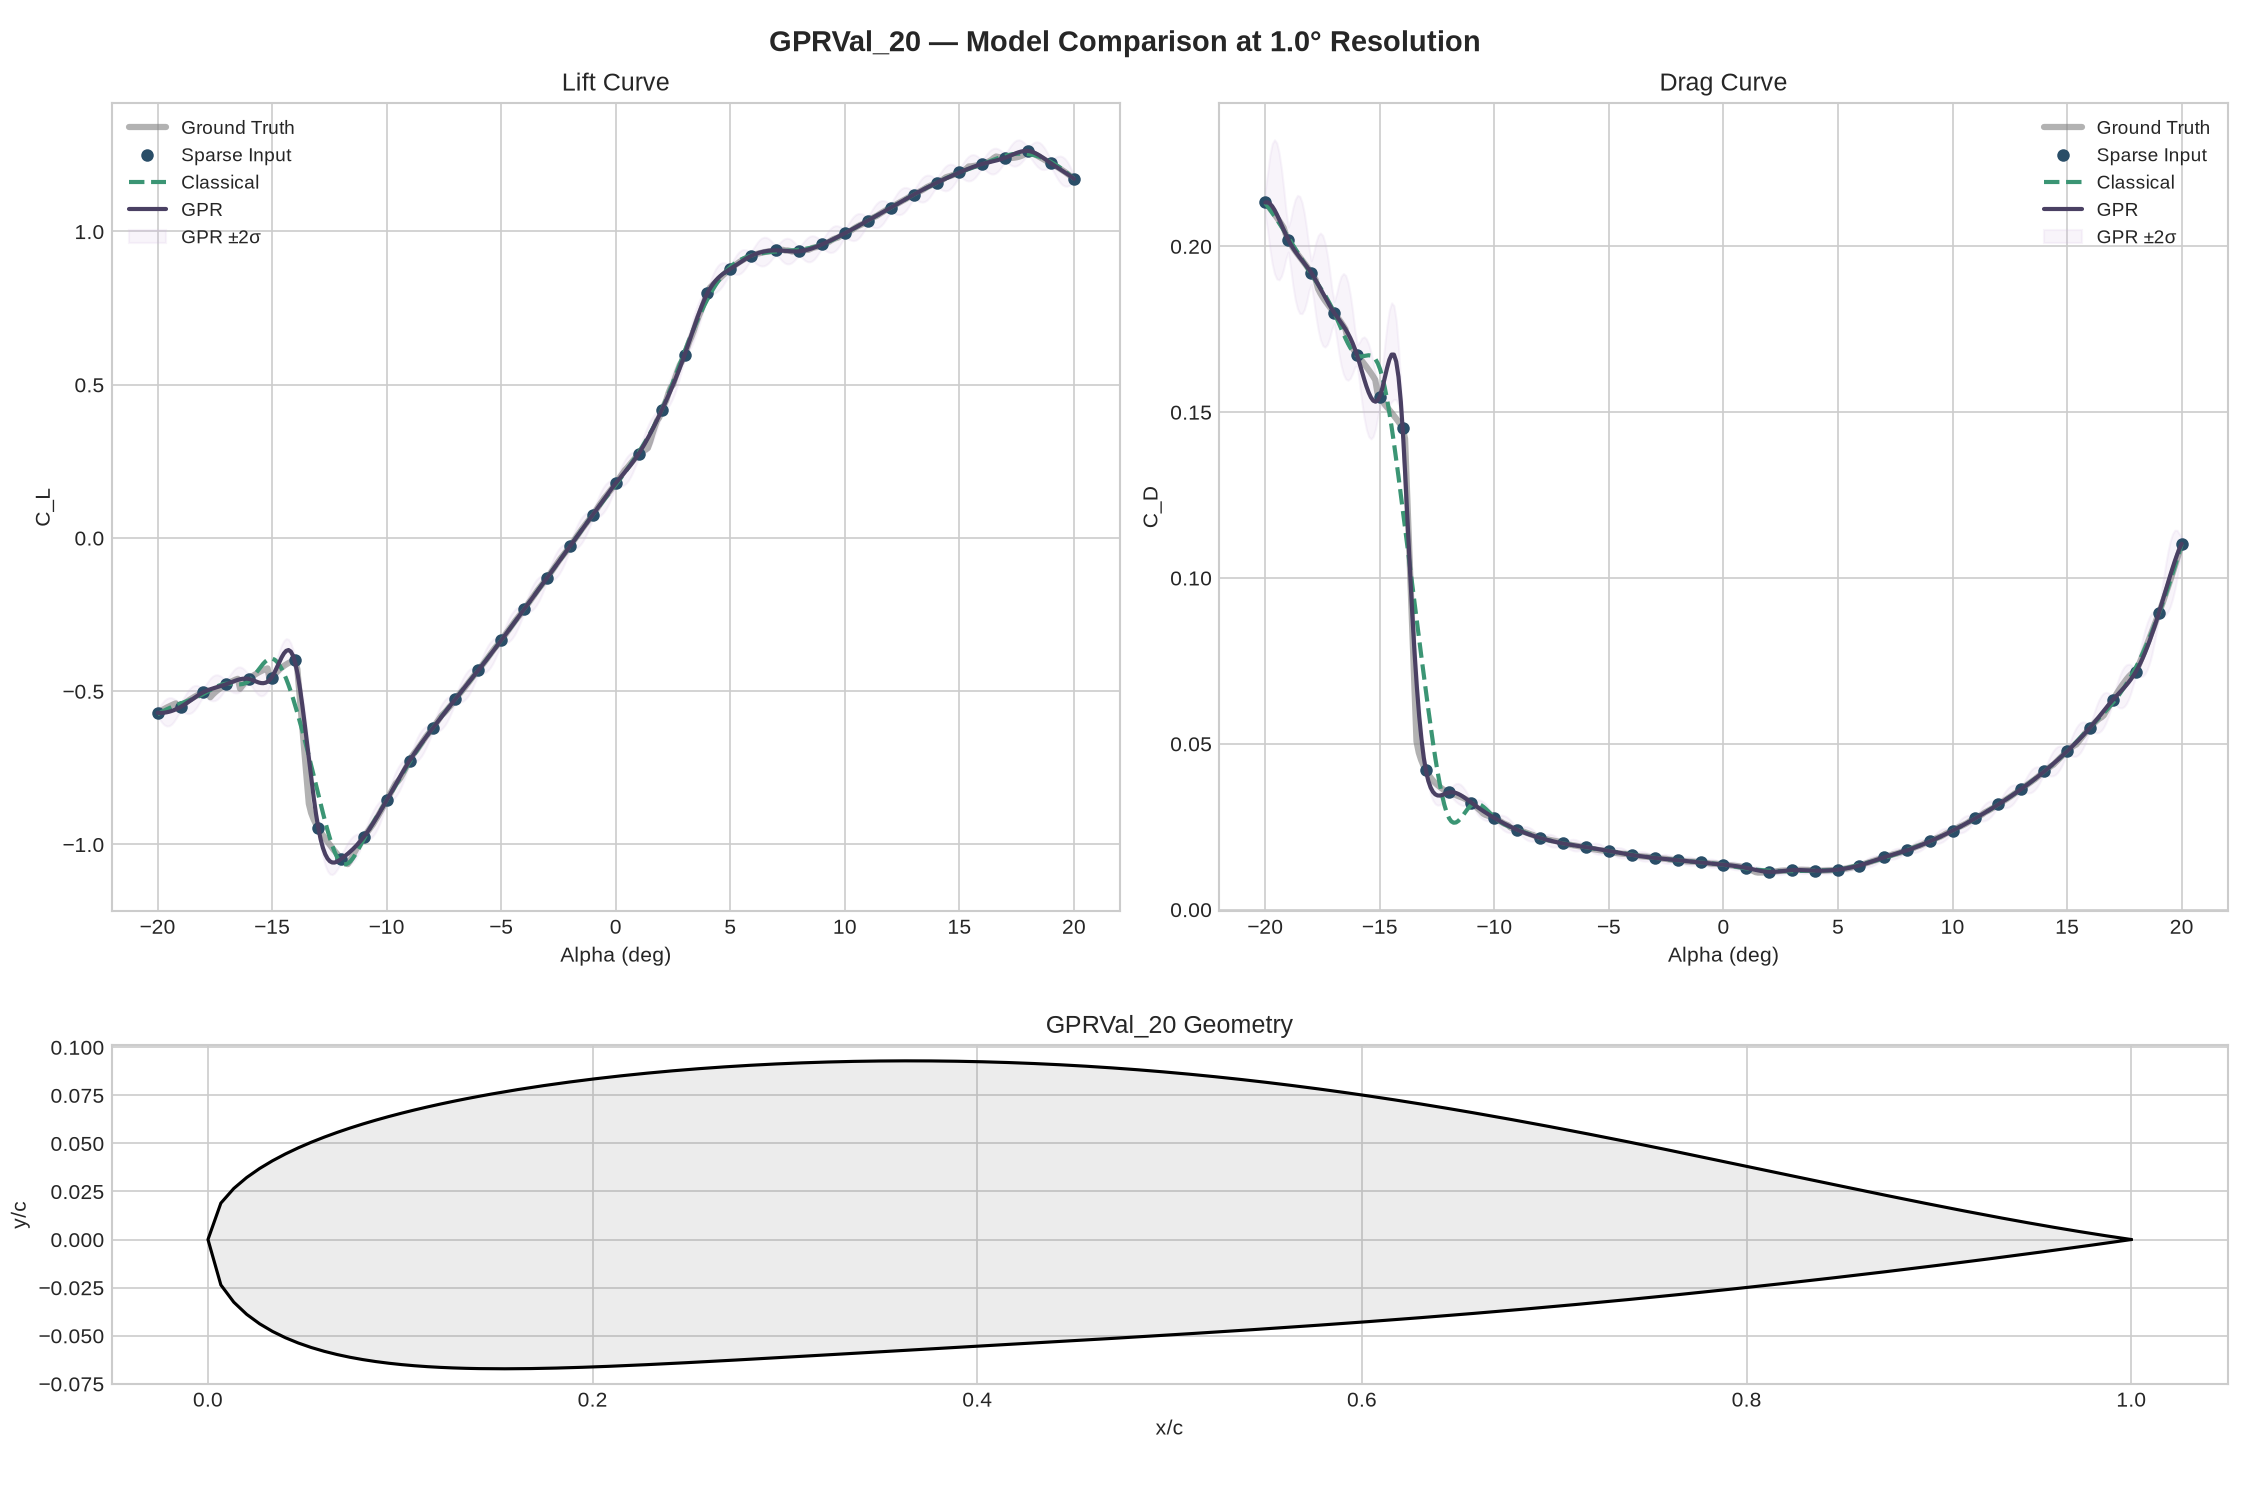 GPRVal_20 — Model Comparison at 1.0° Resolution
Lift Curve
Ground Truth
Sparse Input
Classical
GPR
GPR ±2σ
1.0
0.5
0.0
−0.5
−1.0
C_L
−20 −15 −10 −5 0 5 10 15 20
Alpha (deg)
Drag Curve
Ground Truth
Sparse Input
Classical
GPR
GPR ±2σ
0.20
0.15
0.10
0.05
0.00
C_D
−20 −15 −10 −5 0 5 10 15 20
Alpha (deg)
GPRVal_20 Geometry
0.100
0.075
0.050
0.025
0.000
−0.025
−0.050
−0.075
y/c
0.0 0.2 0.4 0.6 0.8 1.0
x/c